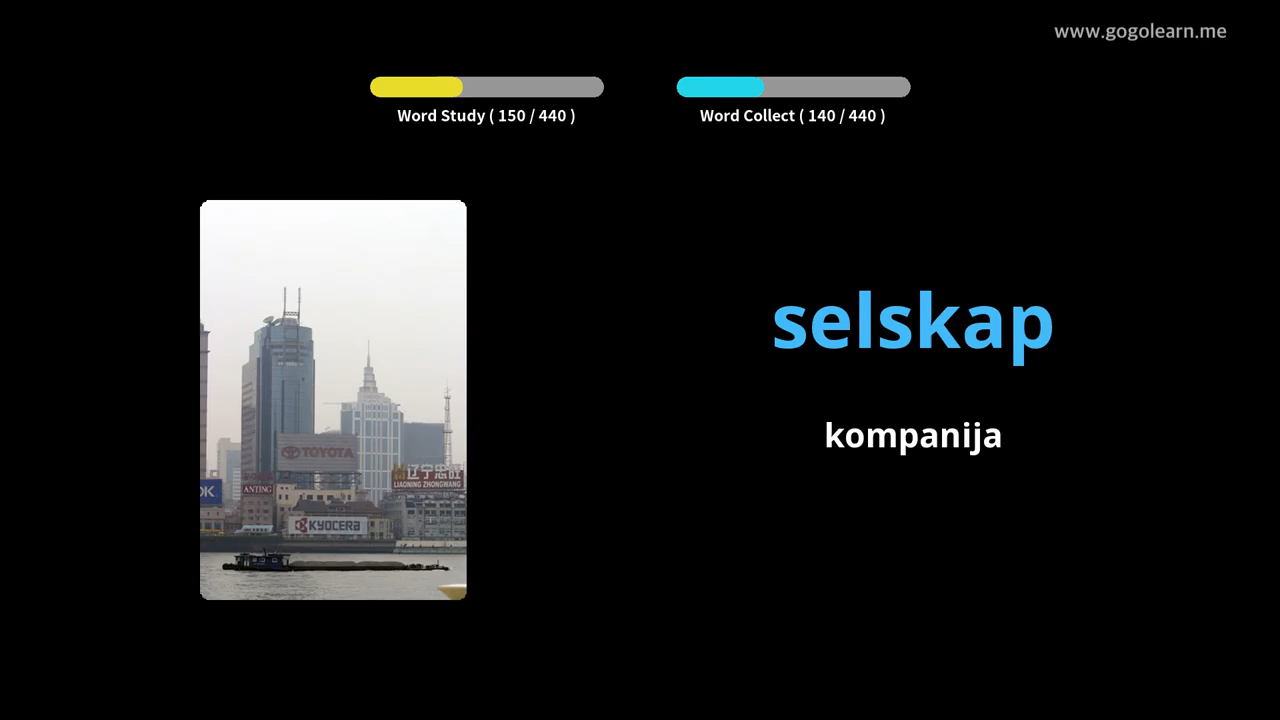 www.gogolearn.me
Word Study ( 150 / 440 )
Word Collect ( 140 / 440 )
selskap
kompanija
TOYOTA
辽宁忠旺
LIAONING ZHONGWANG
ANTING
OK
KYOCERA